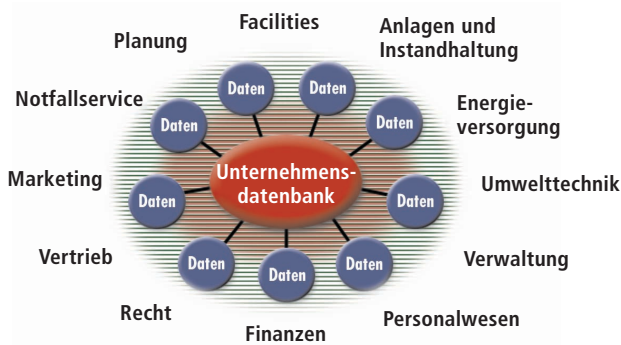 Facilities
Planung
Anlagen und
Instandhaltung
Notfallservice
Daten
Daten
Energie-
versorgung
Daten
Daten
Marketing
Unternehmens-
datenbank
Umwelttechnik
Daten
Daten
Vertrieb
Daten
Daten
Daten
Verwaltung
Recht
Finanzen
Personalwesen